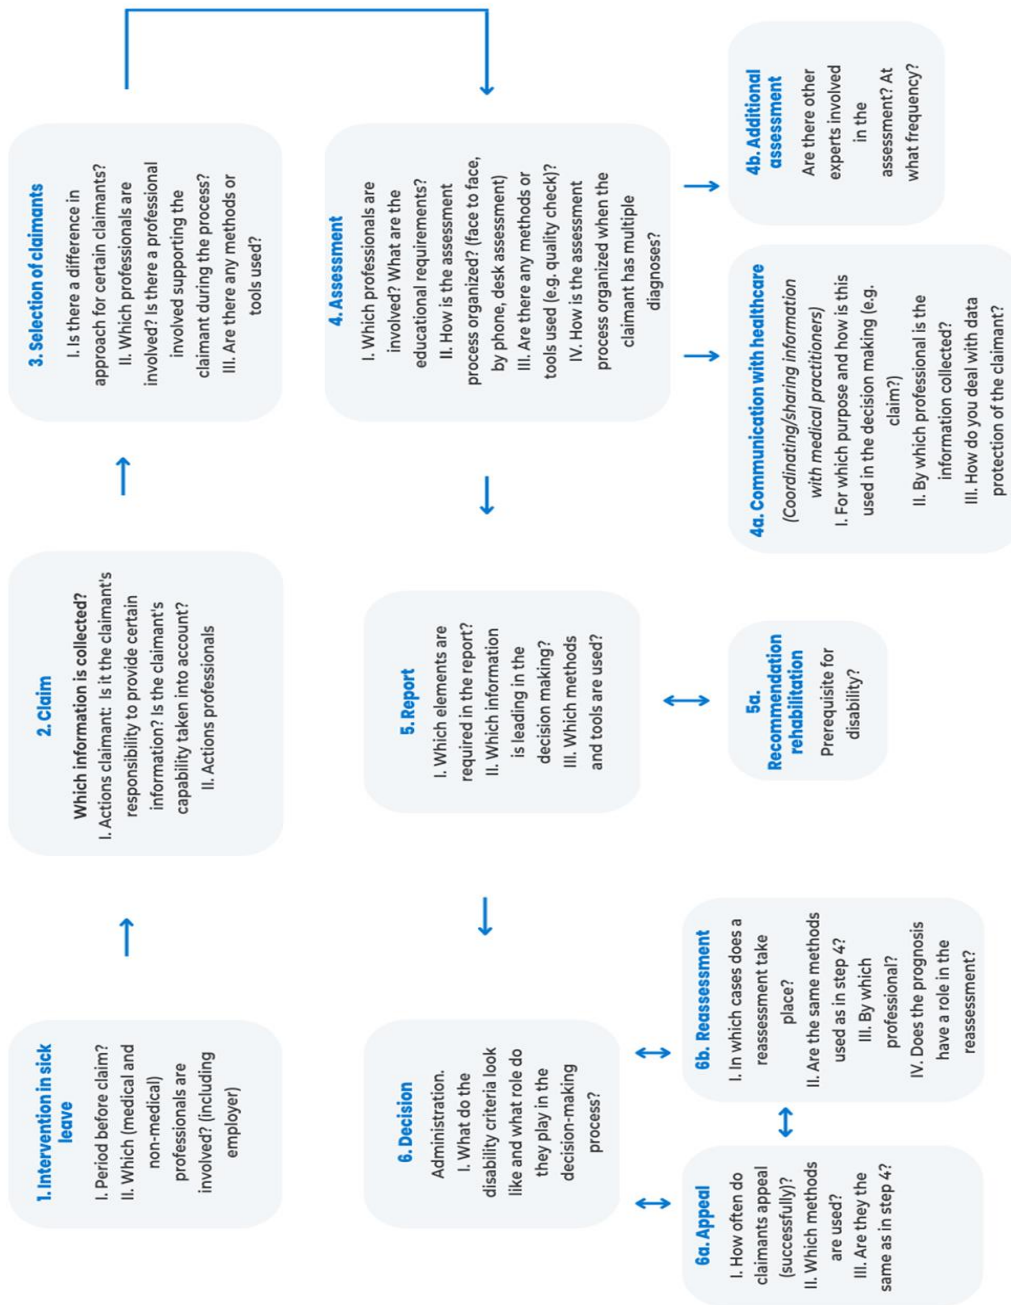 1. Intervention in sick
leave
I. Period before claim?
II. Which (medical and
non-medical)
professionals are
involved? (including
employer)
2. Claim
Which information is collected?
I. Actions claimant: Is it the claimant's
responsibility to provide certain
information? Is the claimant's
capability taken into account?
II. Actions professionals
3. Selection of claimants
I. Is there a difference in
approach for certain claimants?
II. Which professionals are
involved? Is there a professional
involved supporting the
claimant during the process?
III. Are there any methods or
tools used?
4. Assessment
I. Which professionals are
involved? What are the
educational requirements?
II. How is the assessment
process organized? (face to face,
by phone, desk assessment)
III. Are there any methods or
tools used (e.g. quality check)?
IV. How is the assessment
process organized when the
claimant has multiple
diagnoses?
4a. Communication with healthcare
(Coordinating/sharing information
with medical practitioners)
I. For which purpose and how is this
used in the decision making (e.g.
claim?)
II. By which professional is the
information collected?
III. How do you deal with data
protection of the claimant?
4b. Additional
assessment
Are there other
experts involved
in the
assessment? At
what frequency?
5. Report
I. Which elements are
required in the report?
II. Which information
is leading in the
decision making?
III. Which methods
and tools are used?
5a.
Recommendation
rehabilitation
Prerequisite for
disability?
6. Decision
Administration.
I. What do the
disability criteria look
like and what role do
they play in the
decision-making
process?
6a. Appeal
I. How often do
claimants appeal
(successfully)?
II. Which methods
are used?
III. Are they the
same as in step 4?
6b. Reassessment
I. In which cases does a
reassessment take
place?
II. Are the same methods
used as in step 4?
III. By which
professional?
IV. Does the prognosis
have a role in the
reassessment?